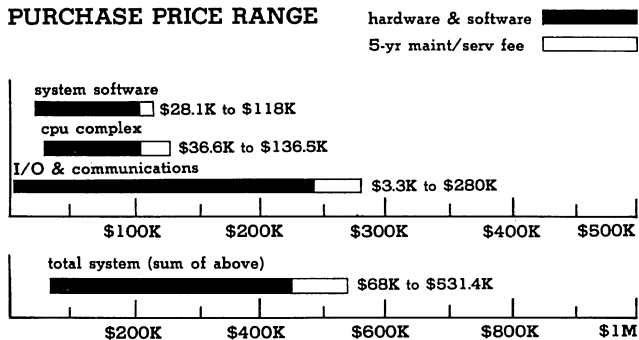 PURCHASE PRICE RANGE
hardware & software
5-yr maint/serv fee
system software
$28.1K to $118K
cpu complex
$36.6K to $136.5K
I/O & communications
$3.3K to $280K
$100K $200K $300K $400K $500K
total system (sum of above)
$68K to $531.4K
$200K $400K $600K $800K $1M